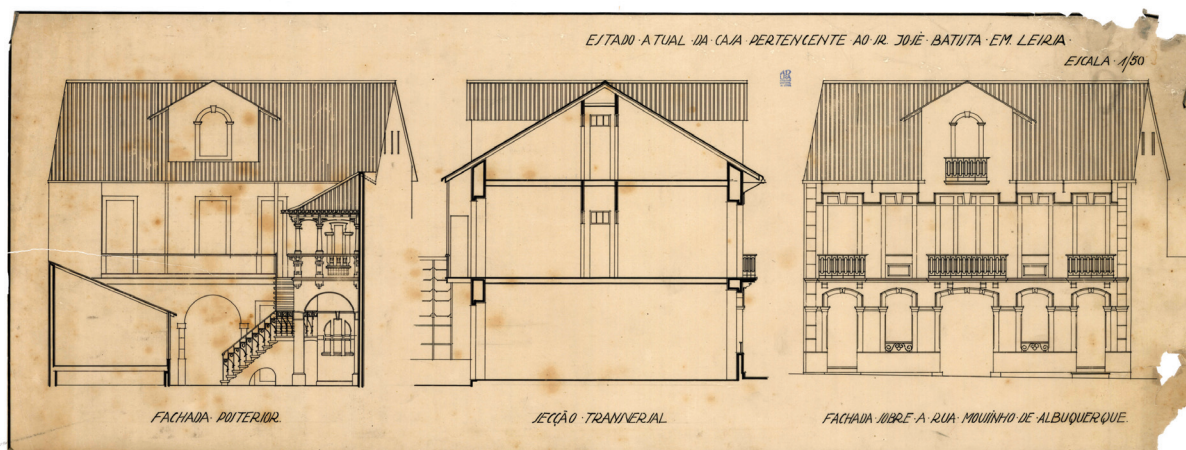 ESTADO·ATUAL·DA·CASA·PERTENCENTE·AO·SR·JOSÈ·BATISTA·EM·LEIRIA·
ESCALA·1/50
FACHADA·POSTERIOR.
SECÇÃO·TRANSVERSAL
FACHADA·SOBRE·A·RUA·MOUSINHO·DE·ALBUQUERQUE.